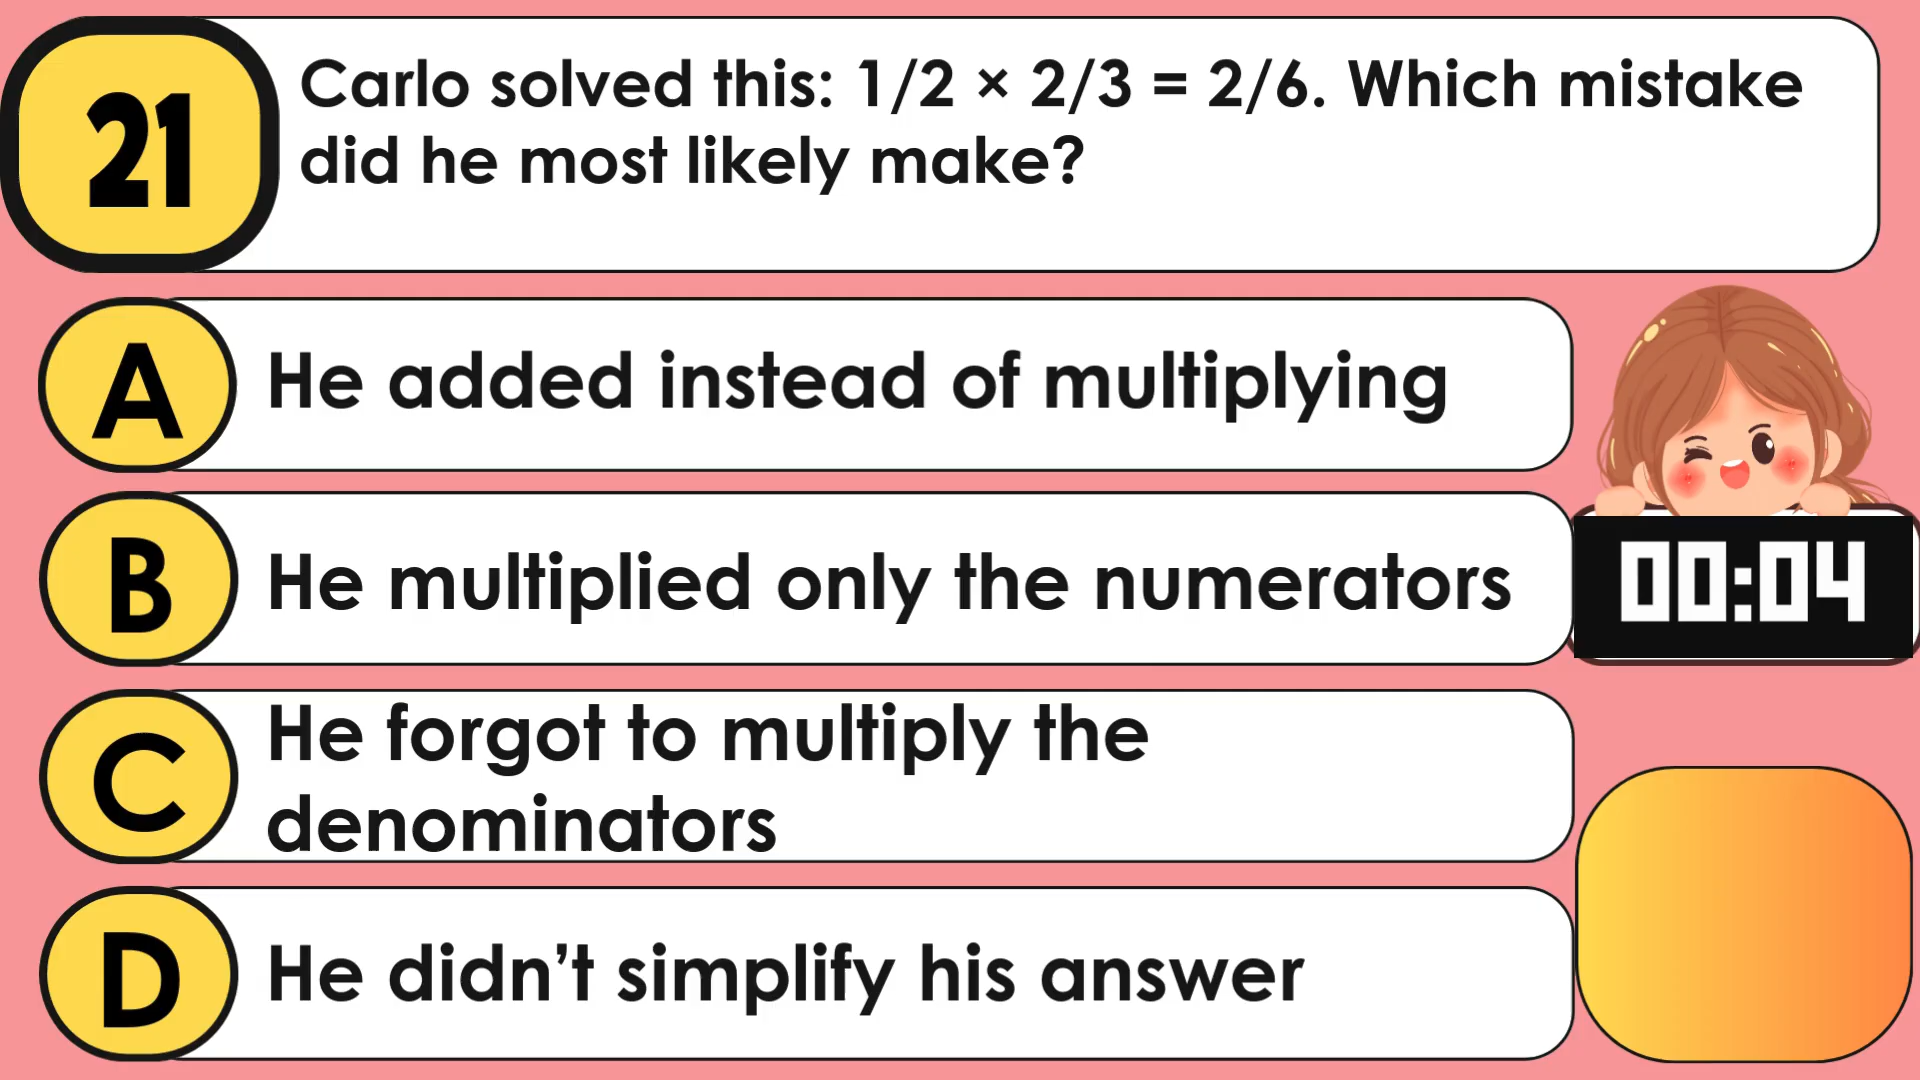 21
Carlo solved this: 1/2 × 2/3 = 2/6. Which mistake
did he most likely make?
A
He added instead of multiplying
B
He multiplied only the numerators
00:04
C
He forgot to multiply the
denominators
D
He didn’t simplify his answer